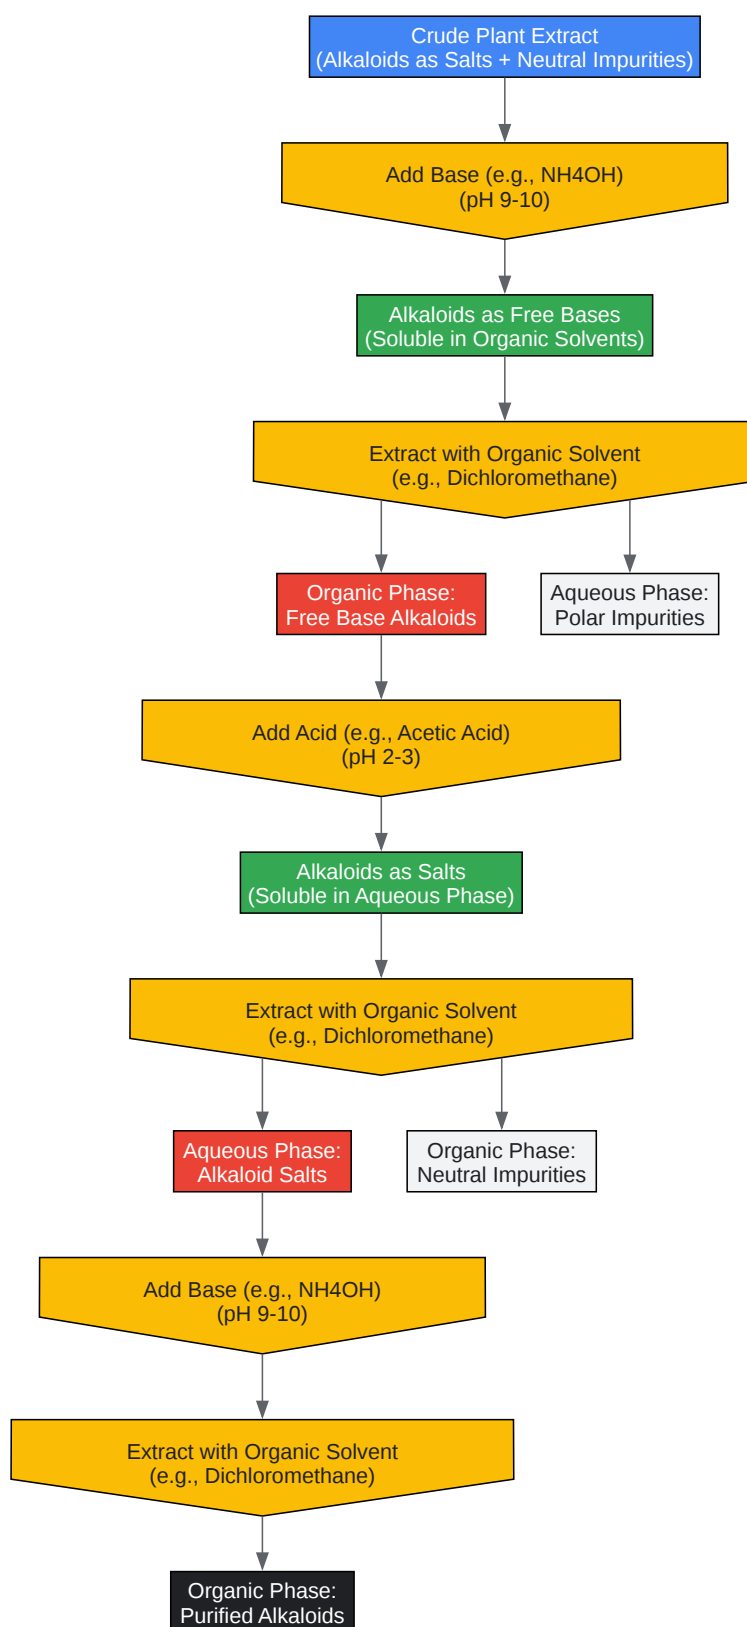 Crude Plant Extract
(Alkaloids as Salts + Neutral Impurities)
Add Base (e.g., NH4OH)
(pH 9-10)
Alkaloids as Free Bases
(Soluble in Organic Solvents)
Extract with Organic Solvent
(e.g., Dichloromethane)
Organic Phase:
Free Base Alkaloids
Aqueous Phase:
Polar Impurities
Add Acid (e.g., Acetic Acid)
(pH 2-3)
Alkaloids as Salts
(Soluble in Aqueous Phase)
Extract with Organic Solvent
(e.g., Dichloromethane)
Aqueous Phase:
Alkaloid Salts
Organic Phase:
Neutral Impurities
Add Base (e.g., NH4OH)
(pH 9-10)
Extract with Organic Solvent
(e.g., Dichloromethane)
Organic Phase:
Purified Alkaloids